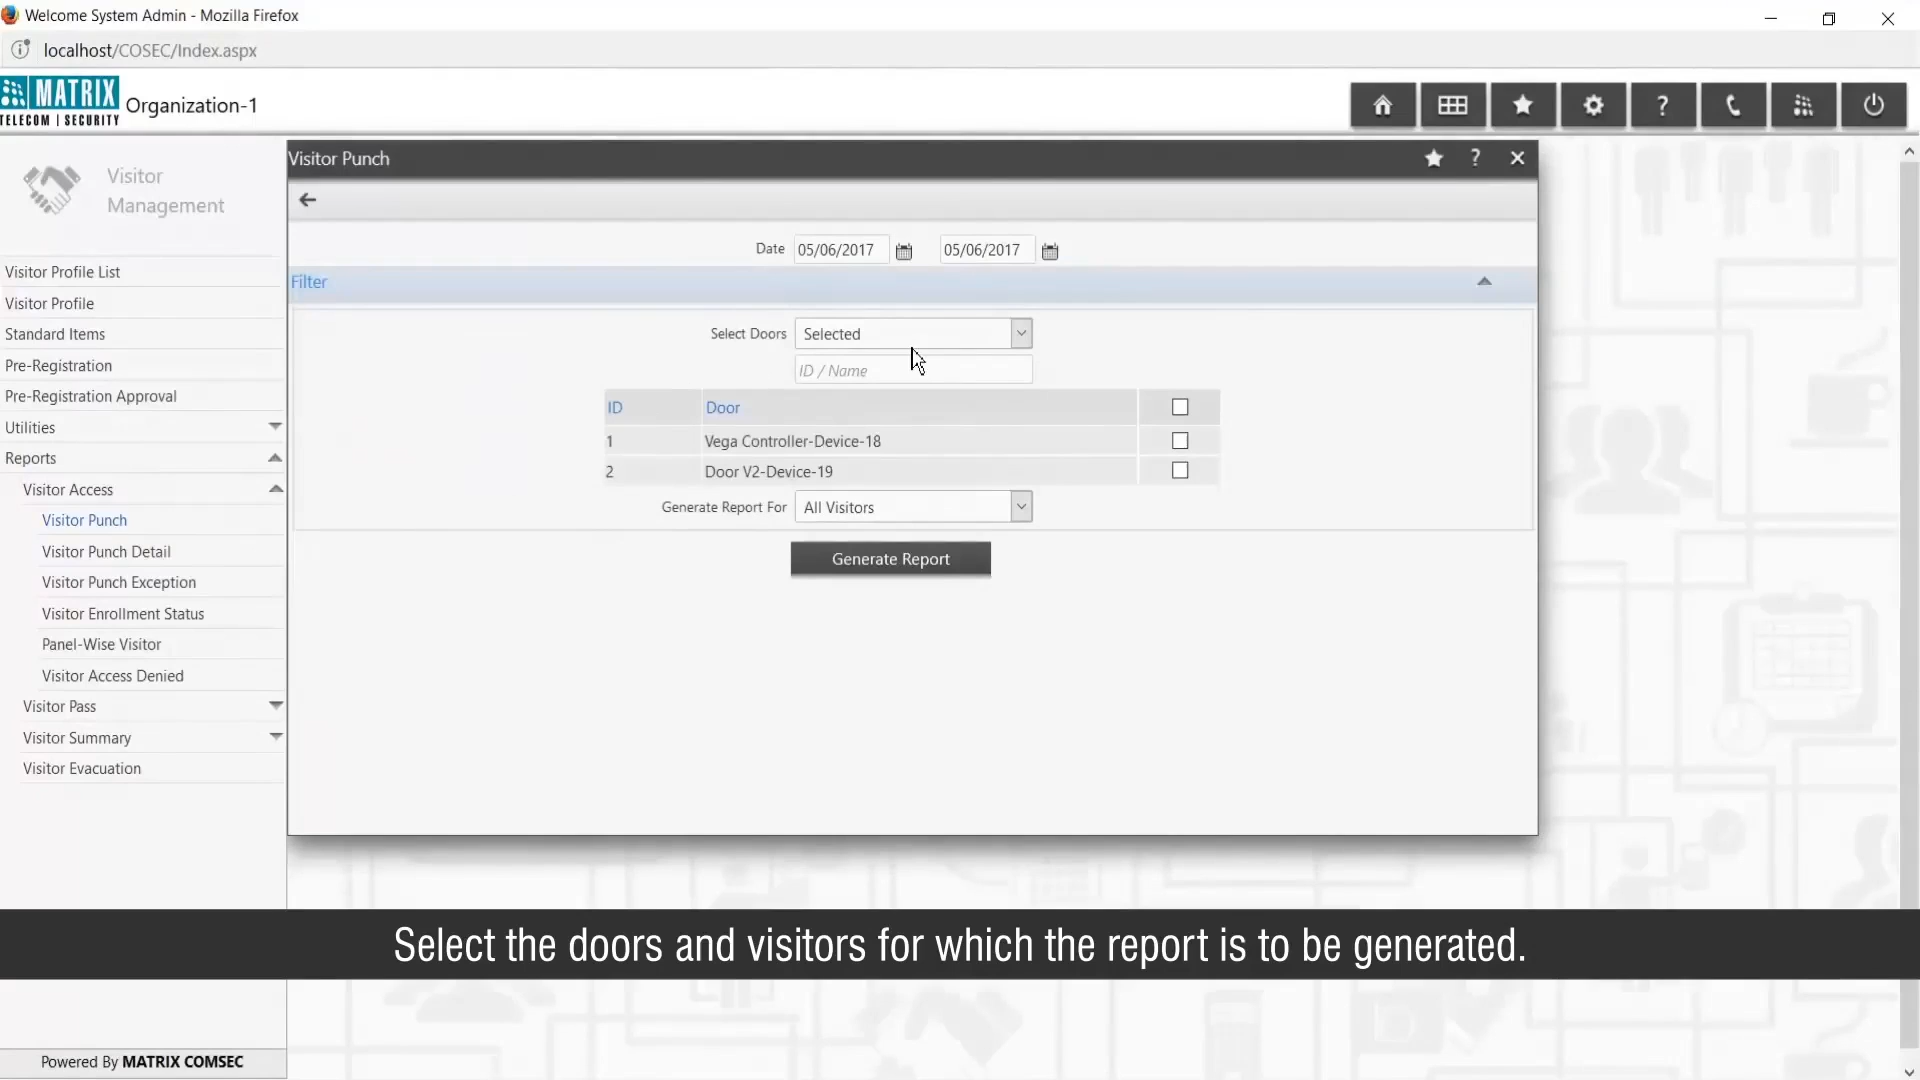 Welcome System Admin - Mozilla Firefox
localhost/COSEC/Index.aspx
MATRIX
TELECOM | SECURITY
Organization-1
?
Visitor
Management
Visitor Profile List
Visitor Profile
Standard Items
Pre-Registration
Pre-Registration Approval
Utilities
Reports
Visitor Access
Visitor Punch
Visitor Punch Detail
Visitor Punch Exception
Visitor Enrollment Status
Panel-Wise Visitor
Visitor Access Denied
Visitor Pass
Visitor Summary
Visitor Evacuation
Powered By MATRIX COMSEC
Visitor Punch
?
Date 05/06/2017 05/06/2017
Filter
Select Doors Selected
ID / Name
ID Door
1 Vega Controller-Device-18
2 Door V2-Device-19
Generate Report For All Visitors
Generate Report
Select the doors and visitors for which the report is to be generated.